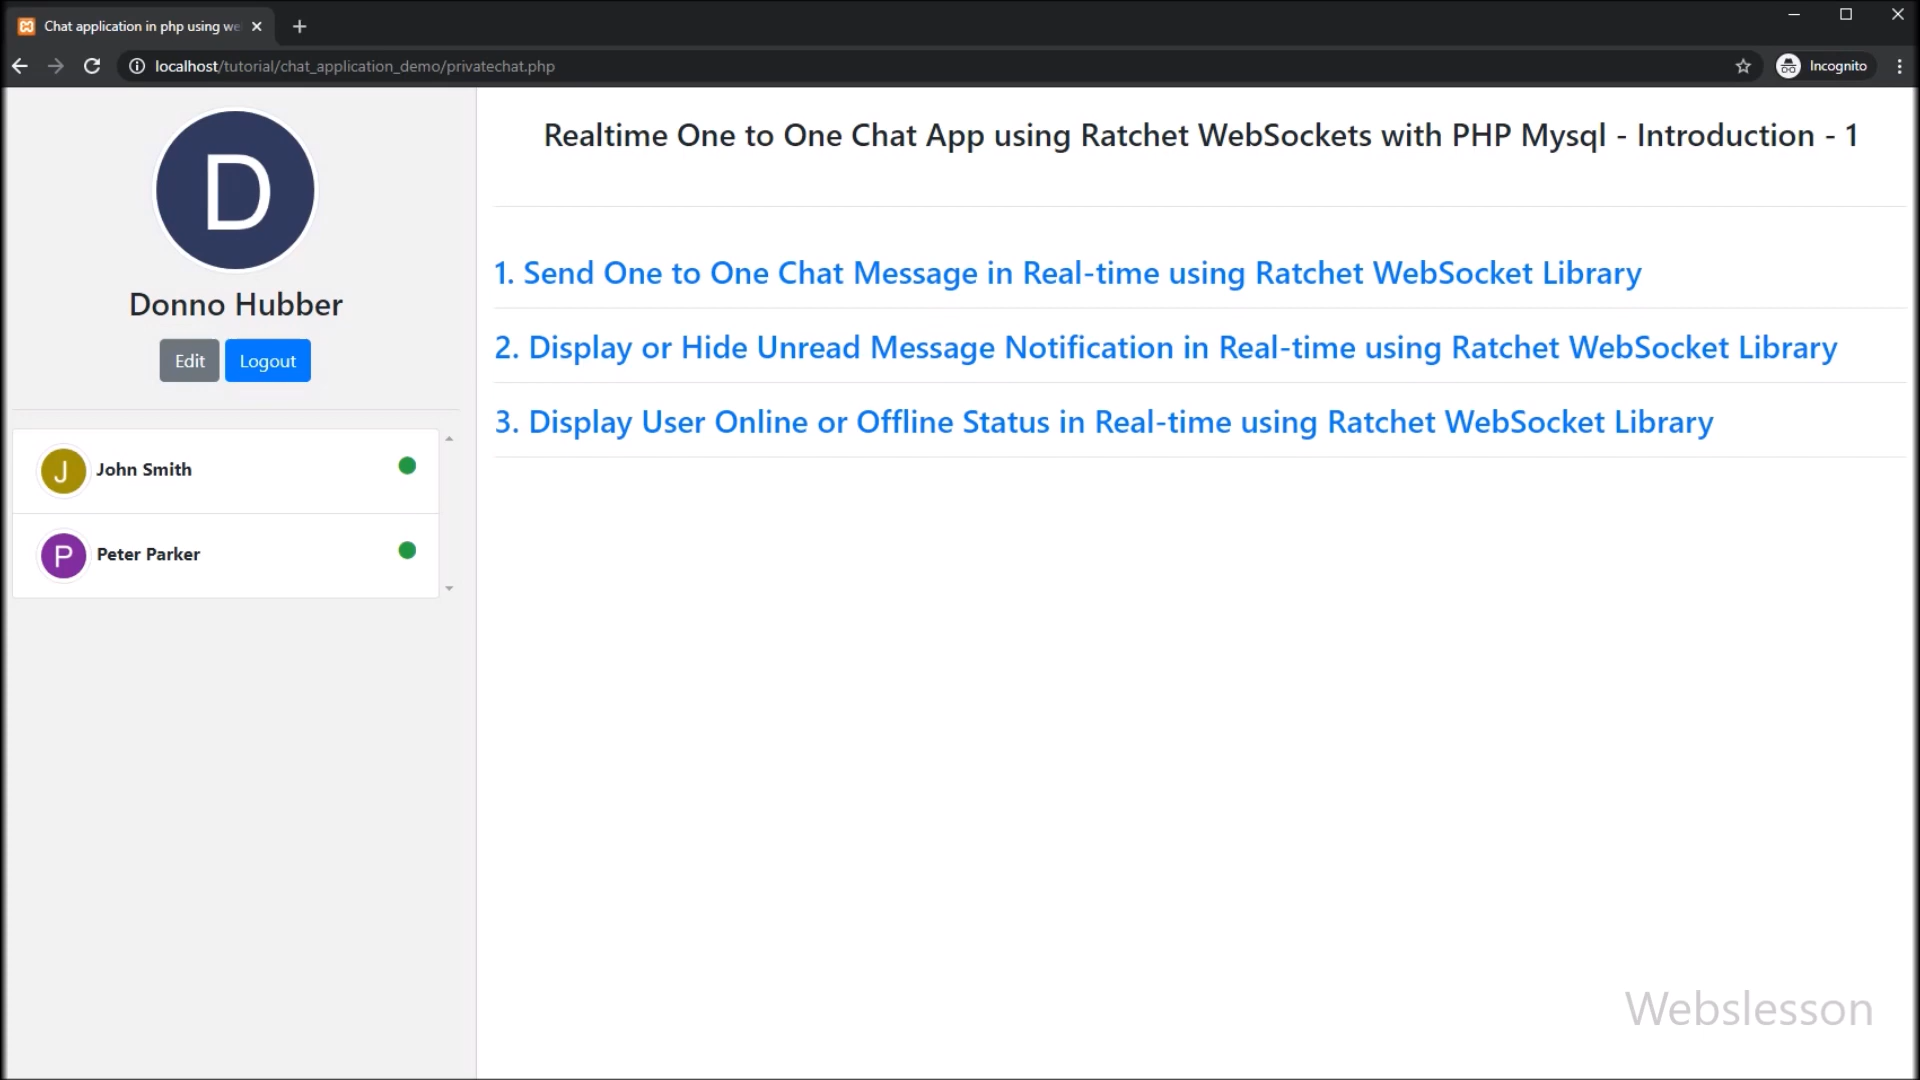 Chat application in php using we
localhost/tutorial/chat_application_demo/privatechat.php
Incognito
D
Donno Hubber
Edit
Logout
J
John Smith
P
Peter Parker
Realtime One to One Chat App using Ratchet WebSockets with PHP Mysql - Introduction - 1
1. Send One to One Chat Message in Real-time using Ratchet WebSocket Library
2. Display or Hide Unread Message Notification in Real-time using Ratchet WebSocket Library
3. Display User Online or Offline Status in Real-time using Ratchet WebSocket Library
Webslesson